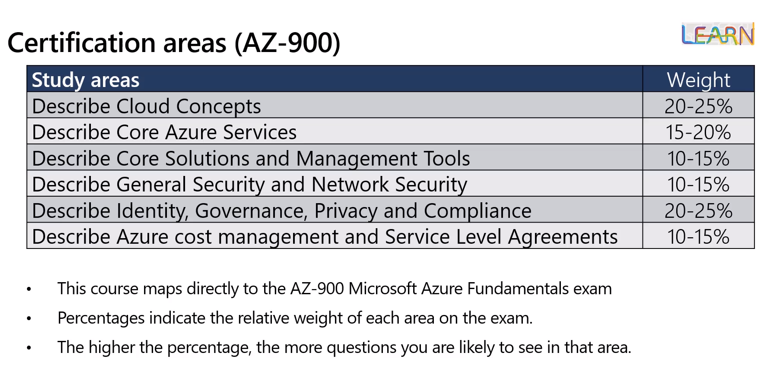 LEARN
Certification areas (AZ-900)
Study areas Weight
Describe Cloud Concepts 20-25%
Describe Core Azure Services 15-20%
Describe Core Solutions and Management Tools 10-15%
Describe General Security and Network Security 10-15%
Describe Identity, Governance, Privacy and Compliance 20-25%
Describe Azure cost management and Service Level Agreements 10-15%
• This course maps directly to the AZ-900 Microsoft Azure Fundamentals exam
• Percentages indicate the relative weight of each area on the exam.
• The higher the percentage, the more questions you are likely to see in that area.